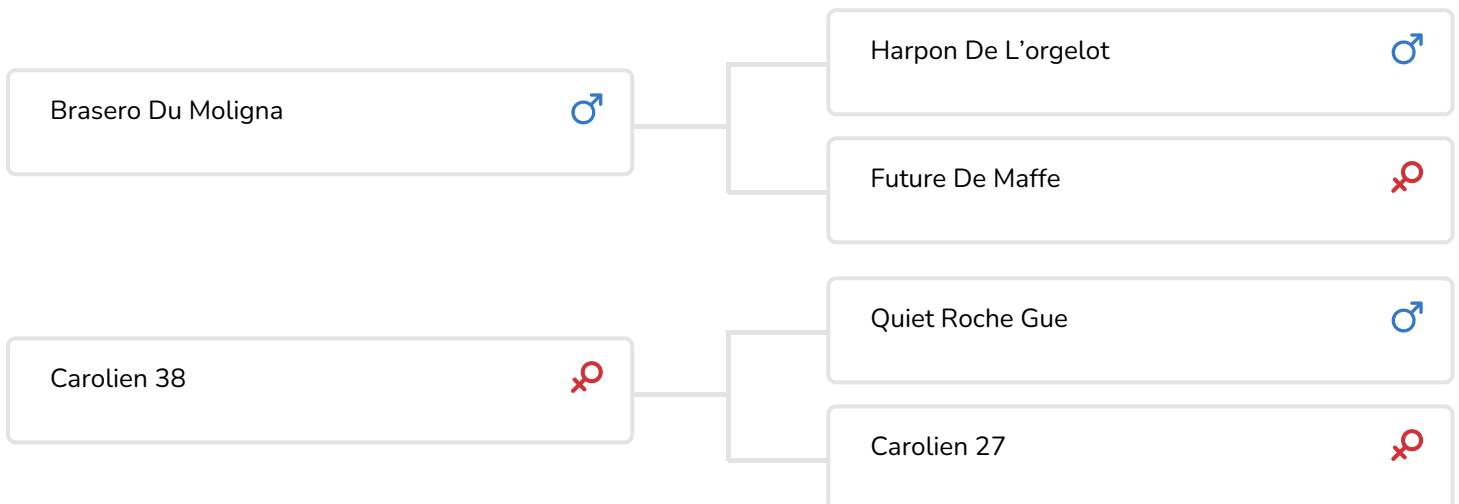 Harpon De L’orgelot
Brasero Du Moligna
Future De Maffe
Quiet Roche Gue
Carolien 38
Carolien 27